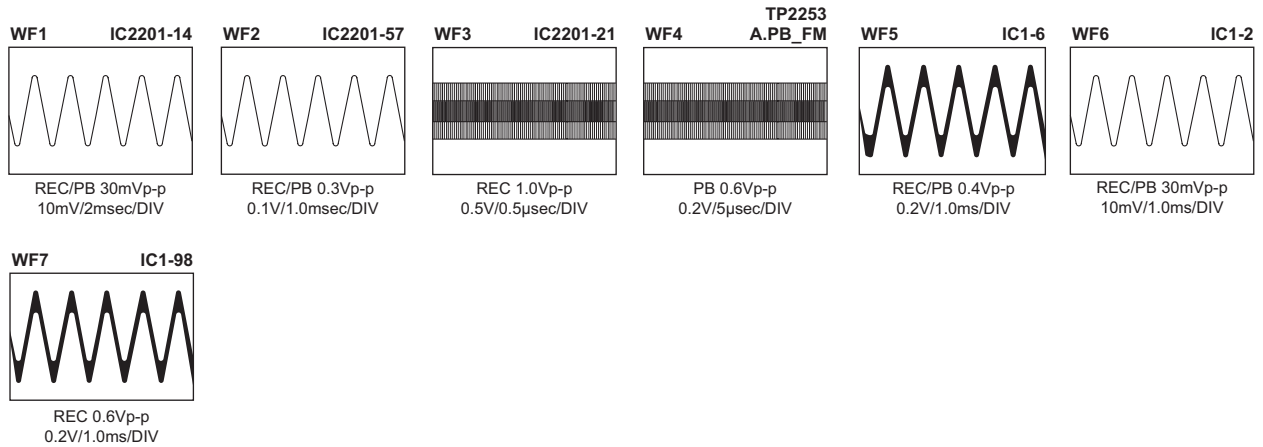 WF1 IC2201-14
REC/PB 30mVp-p
10mV/2msec/DIV
WF2 IC2201-57
REC/PB 0.3Vp-p
0.1V/1.0msec/DIV
WF3 IC2201-21
REC 1.0Vp-p
0.5V/0.5µsec/DIV
TP2253
WF4 A.PB_FM
PB 0.6Vp-p
0.2V/5µsec/DIV
WF5 IC1-6
REC/PB 0.4Vp-p
0.2V/1.0ms/DIV
WF6 IC1-2
REC/PB 30mVp-p
10mV/1.0ms/DIV
WF7 IC1-98
REC 0.6Vp-p
0.2V/1.0ms/DIV